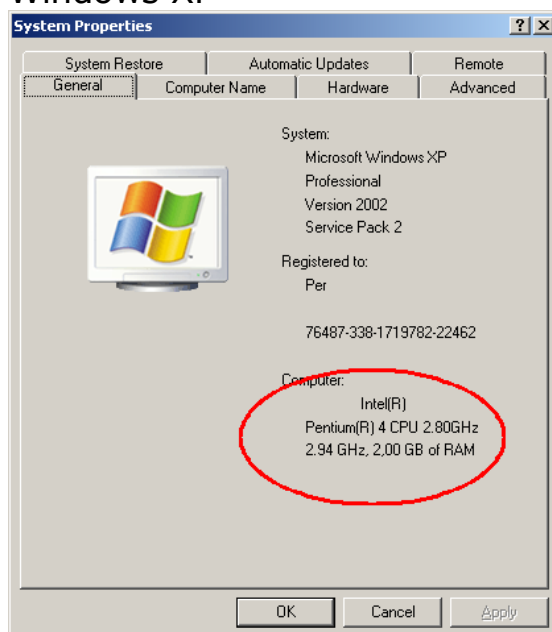 Windows XP
System Properties
System Restore Automatic Updates Remote
General Computer Name Hardware Advanced
System:
Microsoft Windows XP
Professional
Version 2002
Service Pack 2
Registered to:
Per
76487-338-1719782-22462
Computer:
Intel(R)
Pentium(R) 4 CPU 2.80GHz
2.94 GHz, 2,00 GB of RAM
OK Cancel Apply